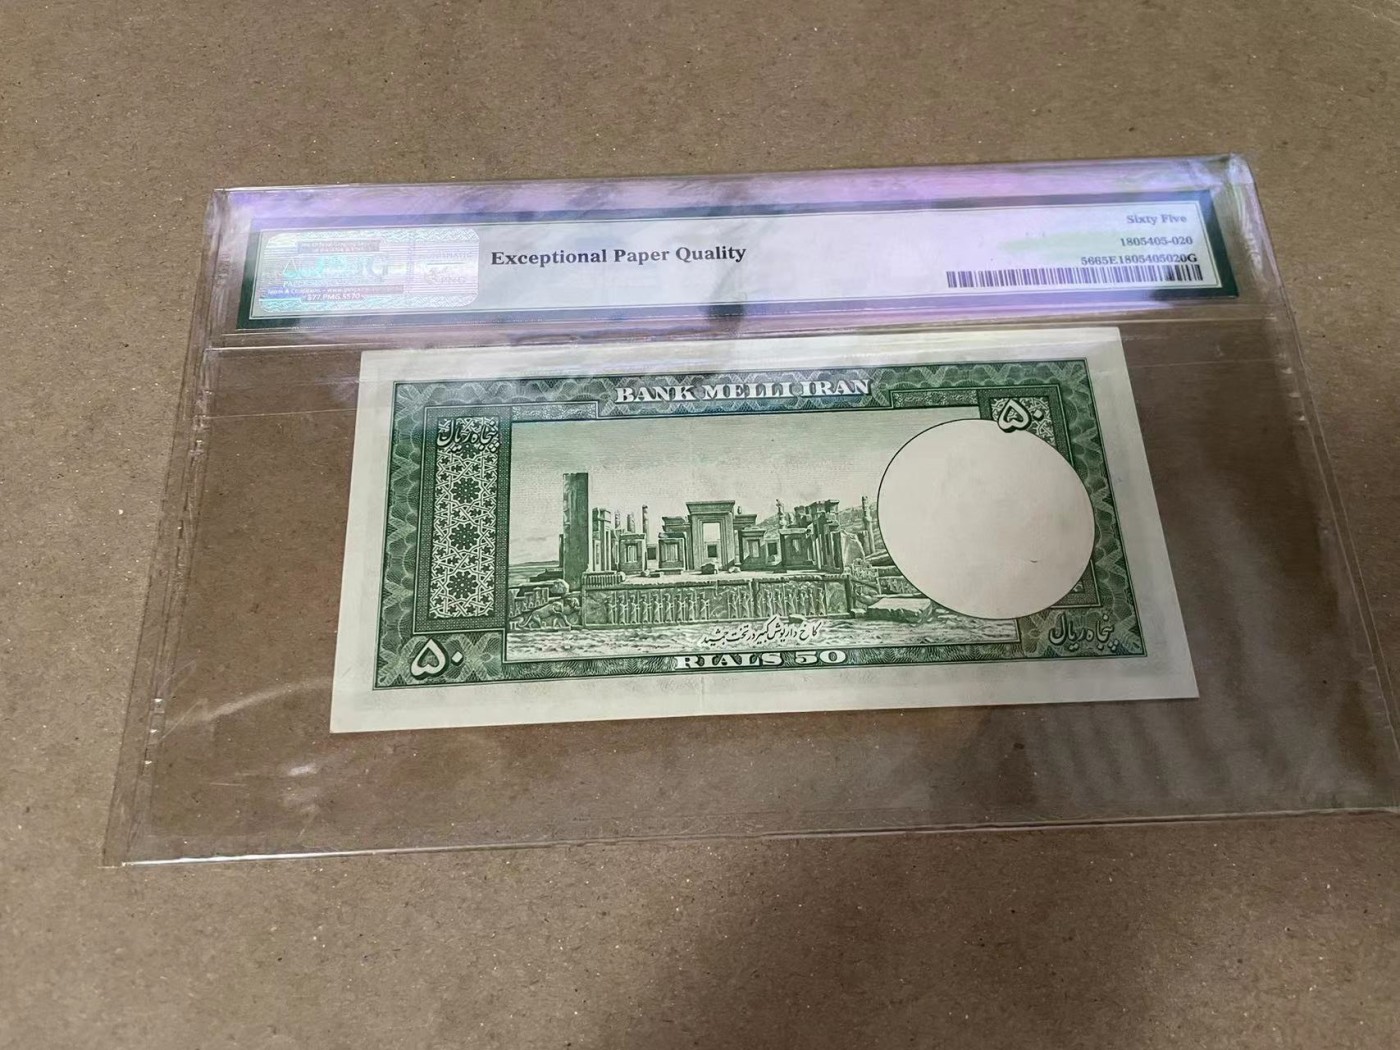 Sixty Five
Exceptional Paper Quality
1805405-020
5665E1805405020G
BANK MELLI IRAN
۵۰
پنجاه ریال
کاخ داریوش کبیر در تخت جمشید
۵۰
RIALS 50
پنجاه ریال